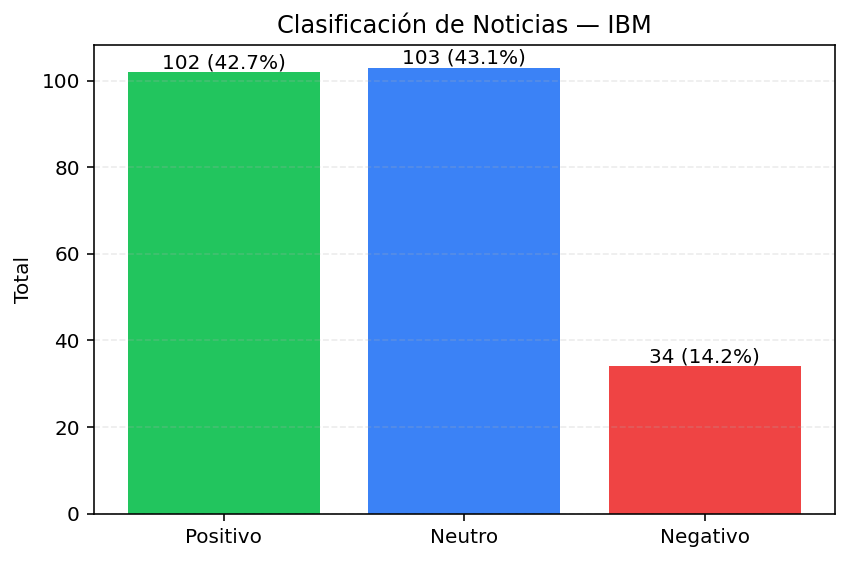 Clasificación de Noticias — IBM
102 (42.7%)
103 (43.1%)
34 (14.2%)
100
80
60
40
20
0
Total
Positivo
Neutro
Negativo